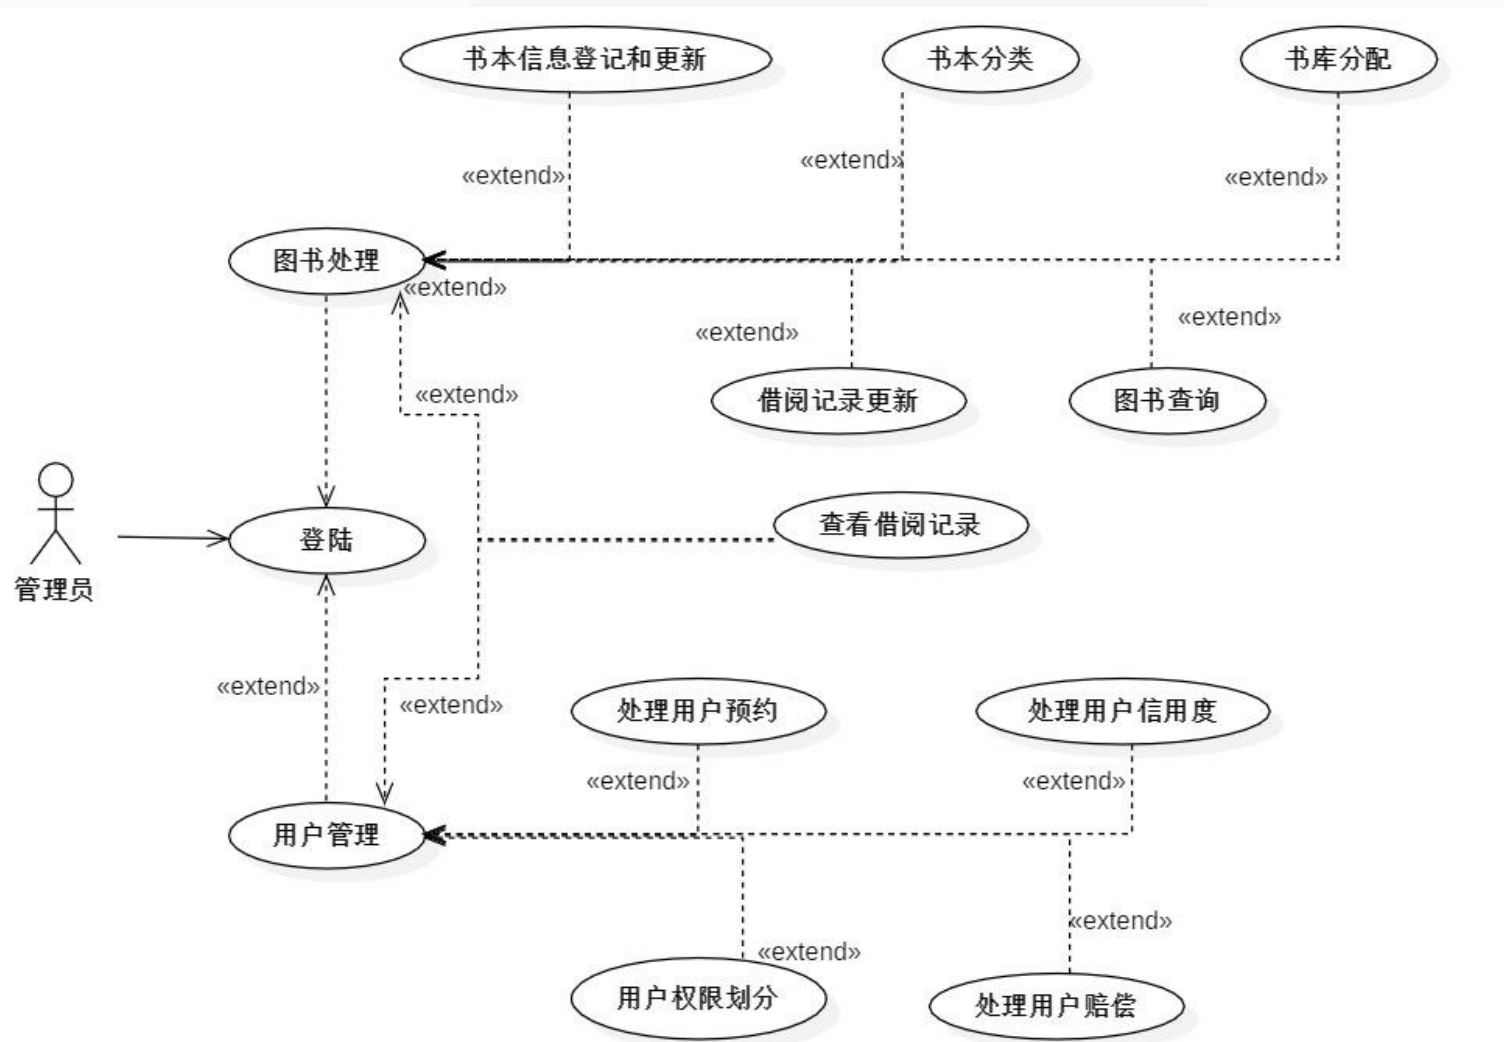 书本信息登记和更新
书本分类
书库分配
«extend»
«extend»
«extend»
图书处理
«extend»
«extend»
«extend»
«extend»
借阅记录更新
图书查询
查看借阅记录
登陆
管理员
«extend»
«extend»
处理用户预约
处理用户信用度
«extend»
«extend»
用户管理
«extend»
«extend»
用户权限划分
处理用户赔偿